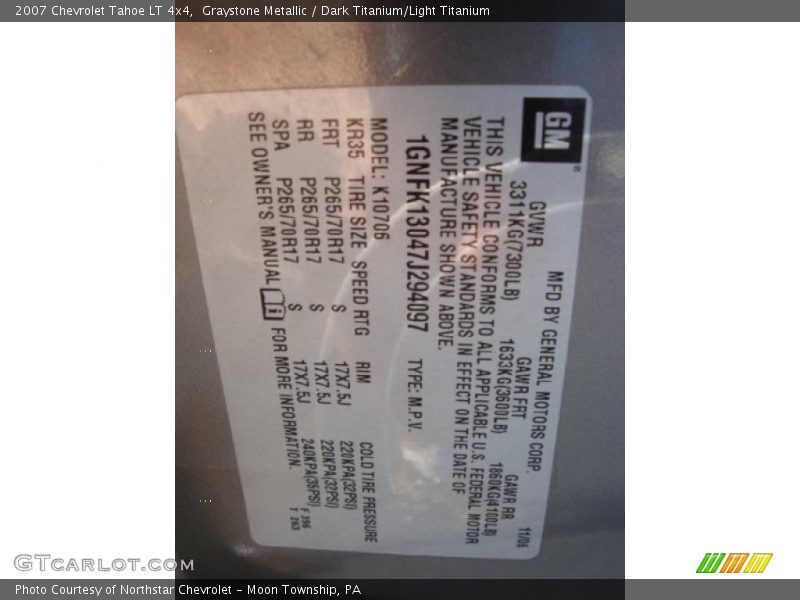 2007 Chevrolet Tahoe LT 4x4,  Graystone Metallic / Dark Titanium/Light Titanium
GM
MFD BY GENERAL MOTORS CORP.
11/06
GVWR GAWR FRT GAWR RR
3311KG(7300LB) 1633KG(3600LB) 1860KG(4100LB)
THIS VEHICLE CONFORMS TO ALL APPLICABLE U.S. FEDERAL MOTOR
VEHICLE SAFETY STANDARDS IN EFFECT ON THE DATE OF
MANUFACTURE SHOWN ABOVE.
1GNFK13047J294097 TYPE: M.P.V.
MODEL: K10706
KR35 TIRE SIZE SPEED RTG RIM COLD TIRE PRESSURE
FRT P265/70R17 S 17X7.5J 220KPA(32PSI)
RR P265/70R17 S 17X7.5J 220KPA(32PSI)
SPA P265/70R17 S 17X7.5J 240KPA(35PSI)
SEE OWNER'S MANUAL FOR MORE INFORMATION.
F 396
T 263
GTCarLot.com
Photo Courtesy of Northstar Chevrolet – Moon Township, PA